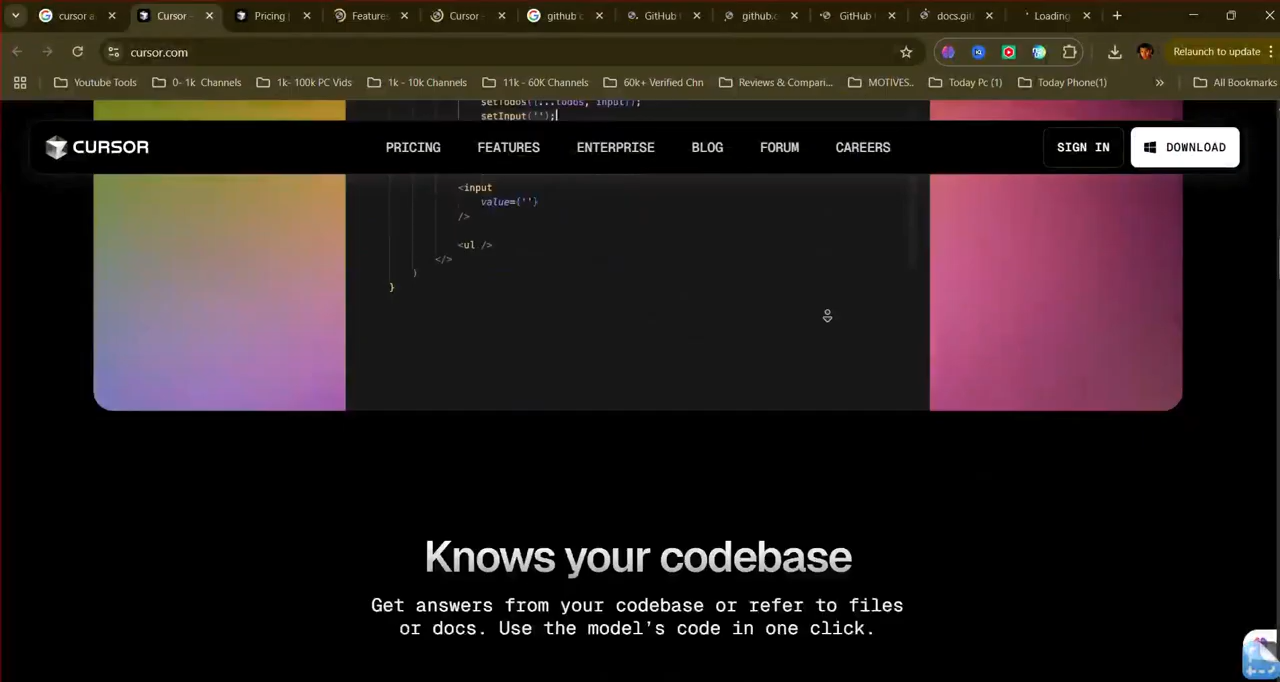 cursor a
Cursor -
Pricing |
Features
Cursor -
github c
GitHub
github.c
GitHub
docs.git
Loading
cursor.com
Relaunch to update
Youtube Tools
0- 1k Channels
1k- 100k PC Vids
1k - 10k Channels
11k - 60K Channels
60k+ Verified Chnn
Reviews & Compari...
MOTIVES..
Today Pc (1)
Today Phone(1)
»
All Bookmarks
setTodos([...todos, input]);
setInput('');
CURSOR
PRICING
FEATURES
ENTERPRISE
BLOG
FORUM
CAREERS
SIGN IN
DOWNLOAD
<input
value={''}
/>
<ul />
</>
)
}
Knows your codebase
Get answers from your codebase or refer to files
or docs. Use the model's code in one click.